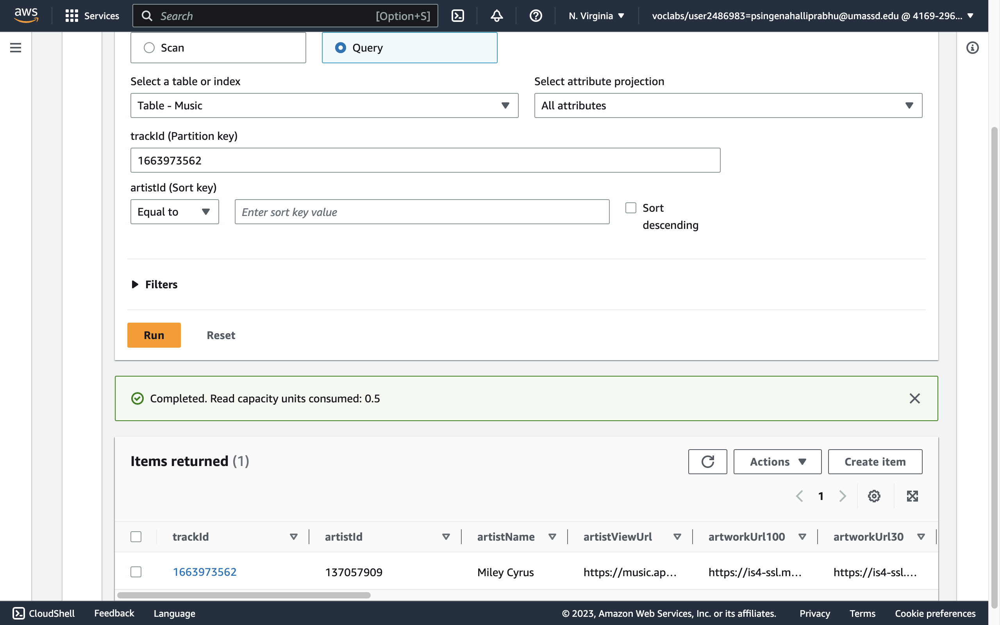 aws
Services
Search
[Option+S]
N. Virginia
voclabs/user2486983=psingenahalliprabhu@umassd.edu @ 4169-296...
Scan
Query
Select a table or index
Select attribute projection
Table - Music
All attributes
trackId (Partition key)
1663973562
artistId (Sort key)
Equal to
Enter sort key value
Sort
descending
Filters
Run
Reset
Completed. Read capacity units consumed: 0.5
Items returned (1)
Actions
Create item
1
trackId
artistId
artistName
artistViewUrl
artworkUrl100
artworkUrl30
1663973562
137057909
Miley Cyrus
https://music.ap...
https://is4-ssl.m...
https://is4-ssl....
CloudShell
Feedback
Language
© 2023, Amazon Web Services, Inc. or its affiliates.
Privacy
Terms
Cookie preferences